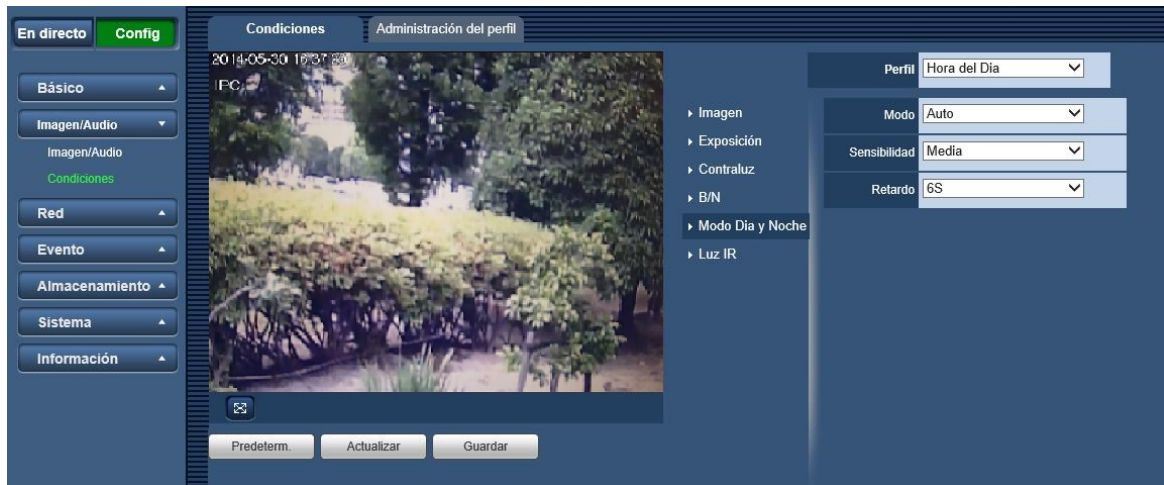 En directo
Config
Básico
Imagen/Audio
Imagen/Audio
Condiciones
Red
Evento
Almacenamiento
Sistema
Información
Condiciones
Administración del perfil
2014-05-30 16:37
IPC
Predeterm.
Actualizar
Guardar
Imagen
Exposición
Contraluz
B/N
Modo Dia y Noche
Luz IR
Perfil Hora del Dia
Modo Auto
Sensibilidad Media
Retardo 6S